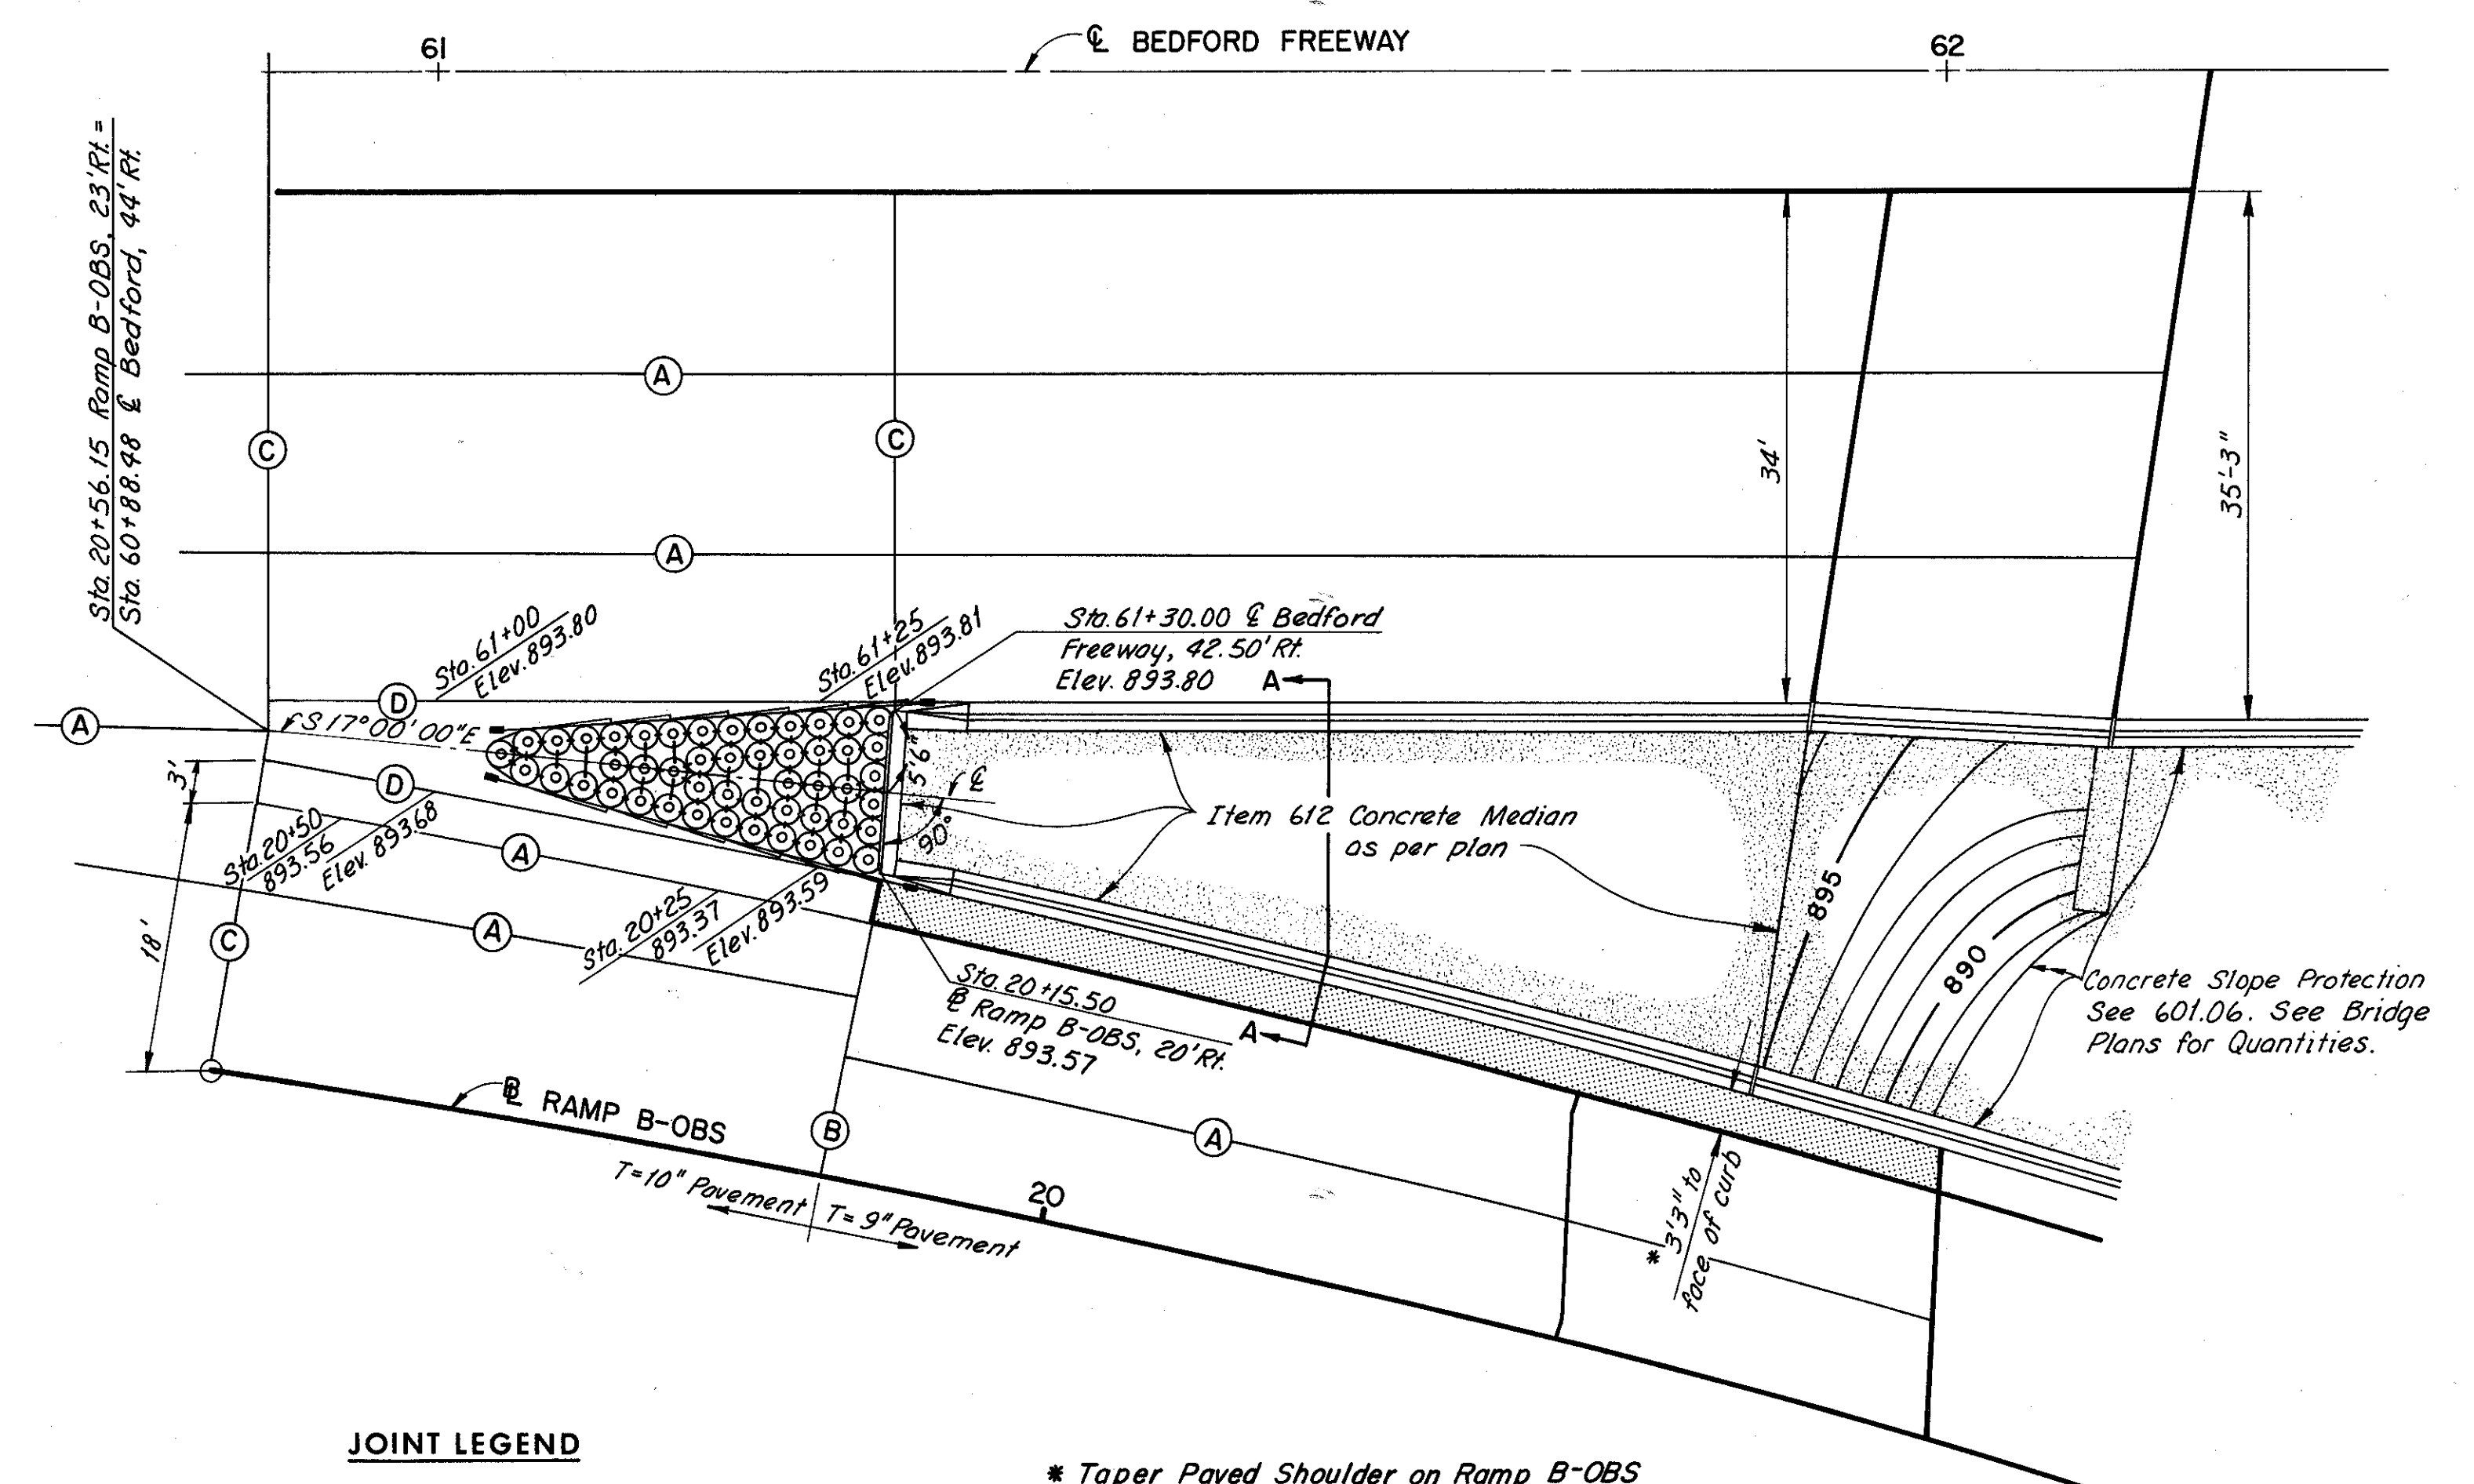 61
℄ BEDFORD FREEWAY
62
Sta. 20+56.15 Ramp B-OBS, 23'Rt. =
Sta. 60+88.48 ℄ Bedford, 44'Rt.
A
C
C
34'
35'-3"
A
Sta. 61+00
Elev. 893.80
Sta. 61+25
Elev. 893.81
Sta. 61+30.00 ℄ Bedford
Freeway, 42.50'Rt.
Elev. 893.80
A
D
A
S 17°00'00"E
5'6"
℄
90°
3'
D
Item 612 Concrete Median
as per plan
Sta. 20+50
893.56
Elev. 893.68
A
895
18'
C
A
Sta. 20+25
893.37
Elev. 893.59
890
Sta. 20+15.50
BL Ramp B-OBS, 20'Rt.
Elev. 893.57
A
Concrete Slope Protection
See 601.06. See Bridge
Plans for Quantities.
BL RAMP B-OBS
B
A
T=10" Pavement
T=9" Pavement
20
* 3'3" to
face of curb
JOINT LEGEND
* Taper Paved Shoulder on Ramp B-OBS